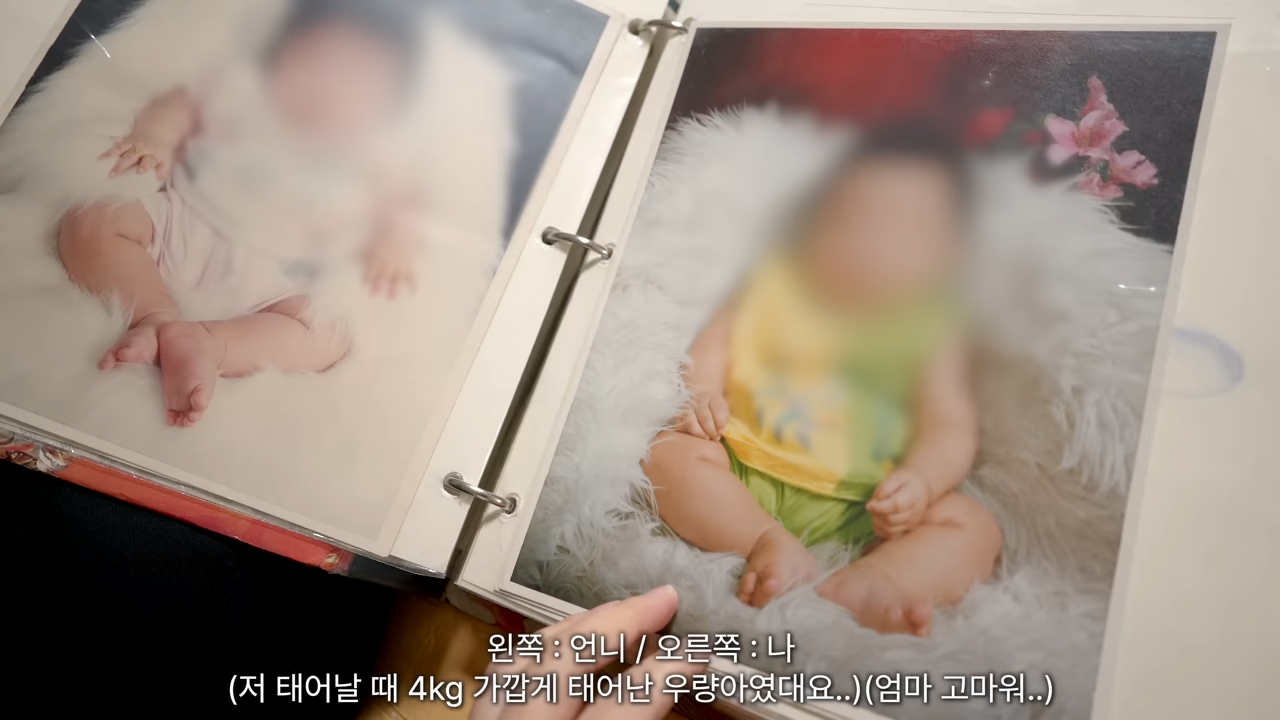 왼쪽 : 언니 / 오른쪽 : 나
(저 태어날 때 4kg 가깝게 태어난 우량아였대요..)(엄마 고마워..)